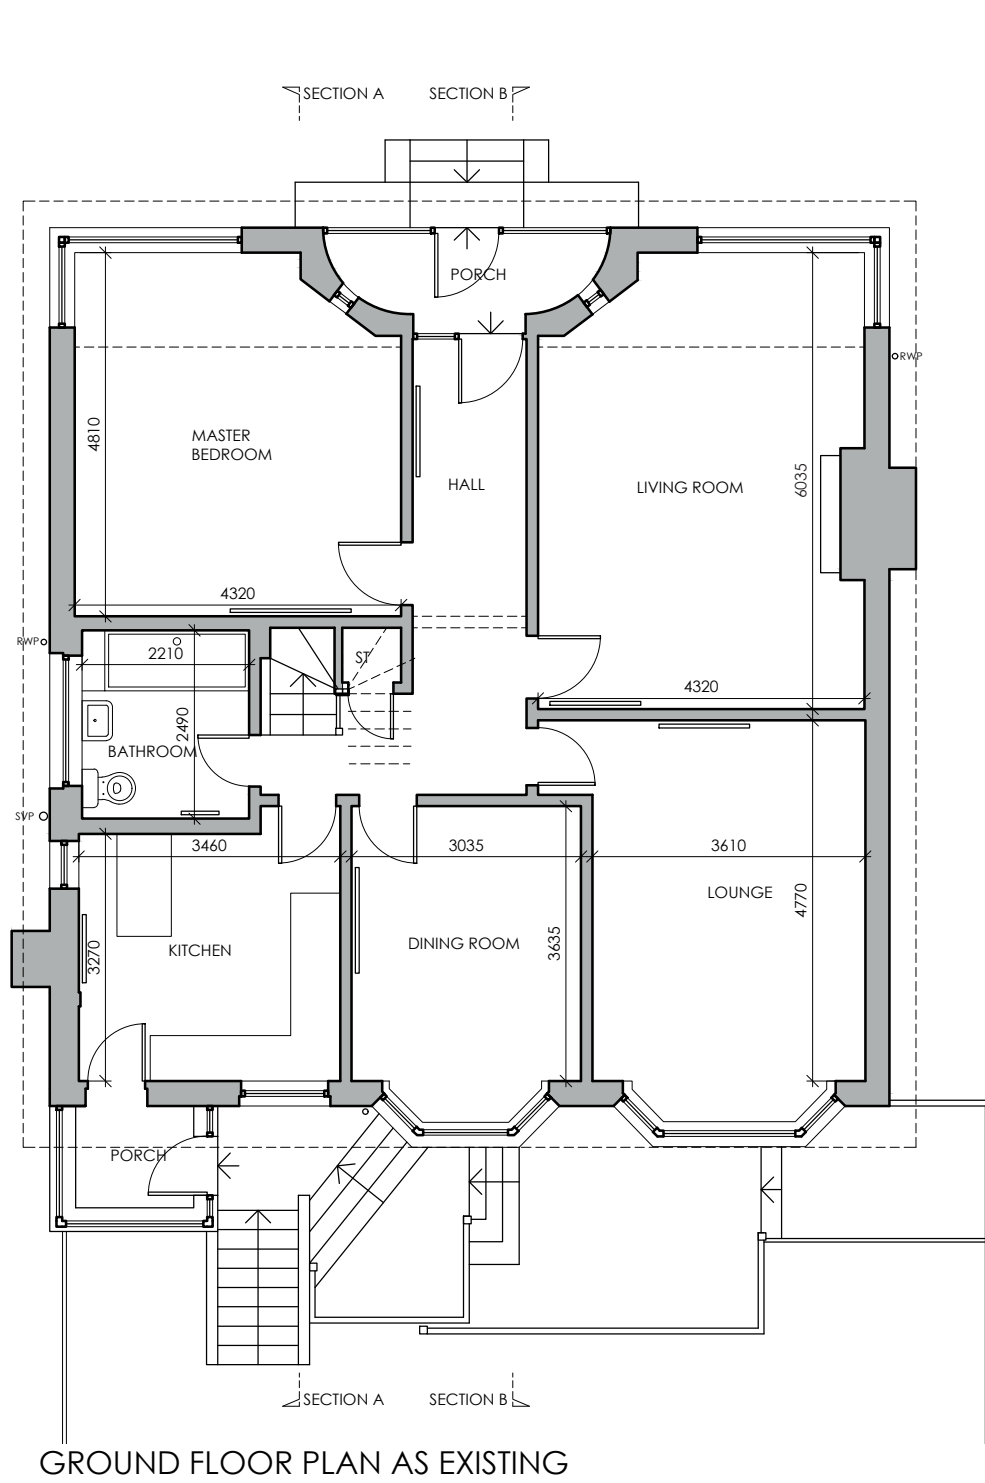 SECTION A
SECTION B
PORCH
RWP
MASTER
BEDROOM
4810
HALL
LIVING ROOM
6035
4320
RWP
2210
ST
4320
2490
BATHROOM
SVP
3460
3035
3610
LOUNGE
4770
KITCHEN
3270
DINING ROOM
3635
PORCH
SECTION A
SECTION B
GROUND FLOOR PLAN AS EXISTING